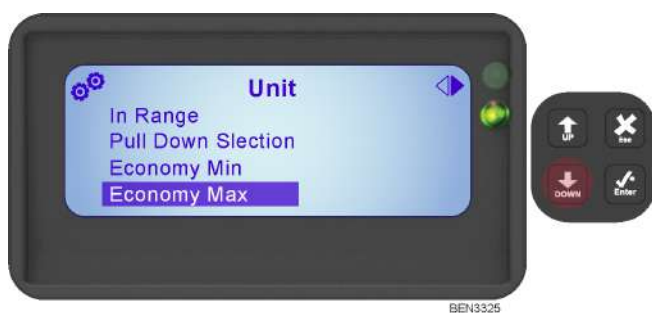 Unit
In Range
Pull Down Slection
Economy Min
Economy Max
UP
Esc
DOWN
Enter
BEN3325